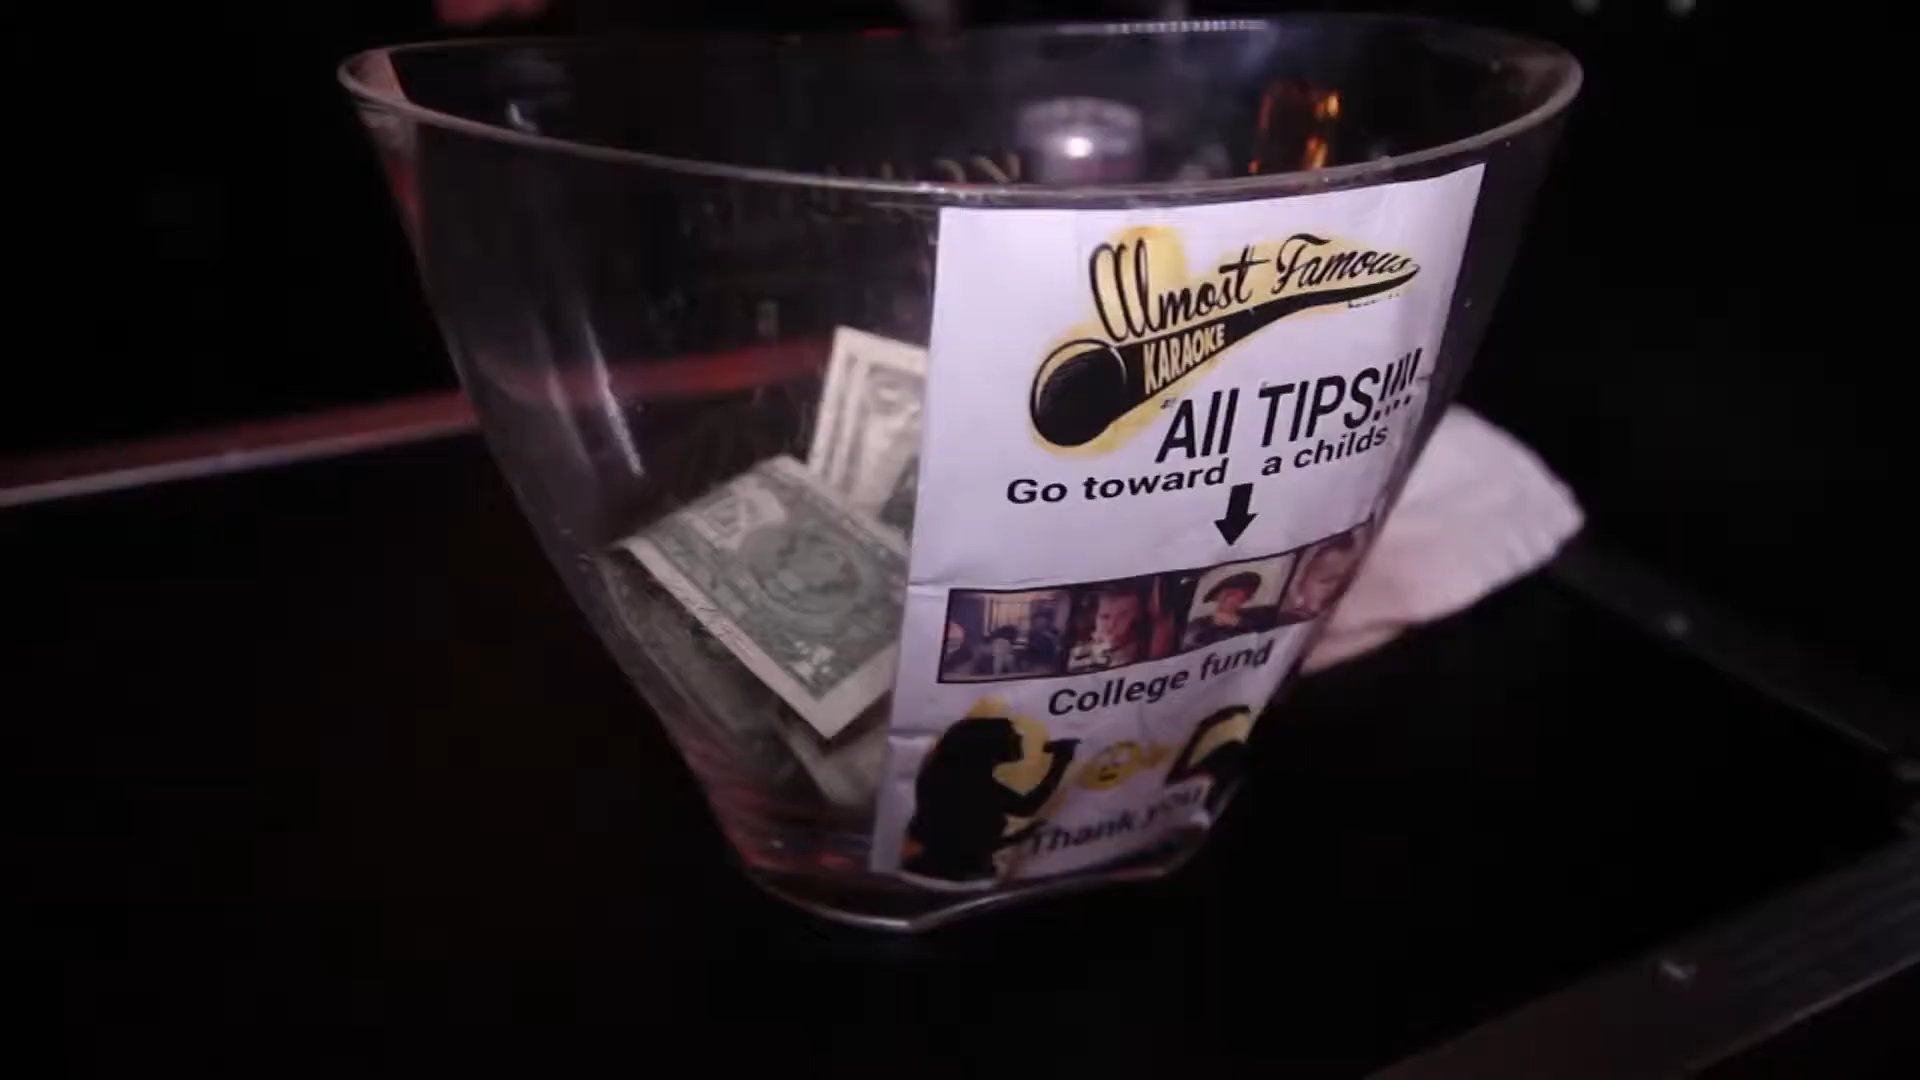 Almost Famous
KARAOKE
All TIPS!!!!
Go toward a childs
College fund
Thank you